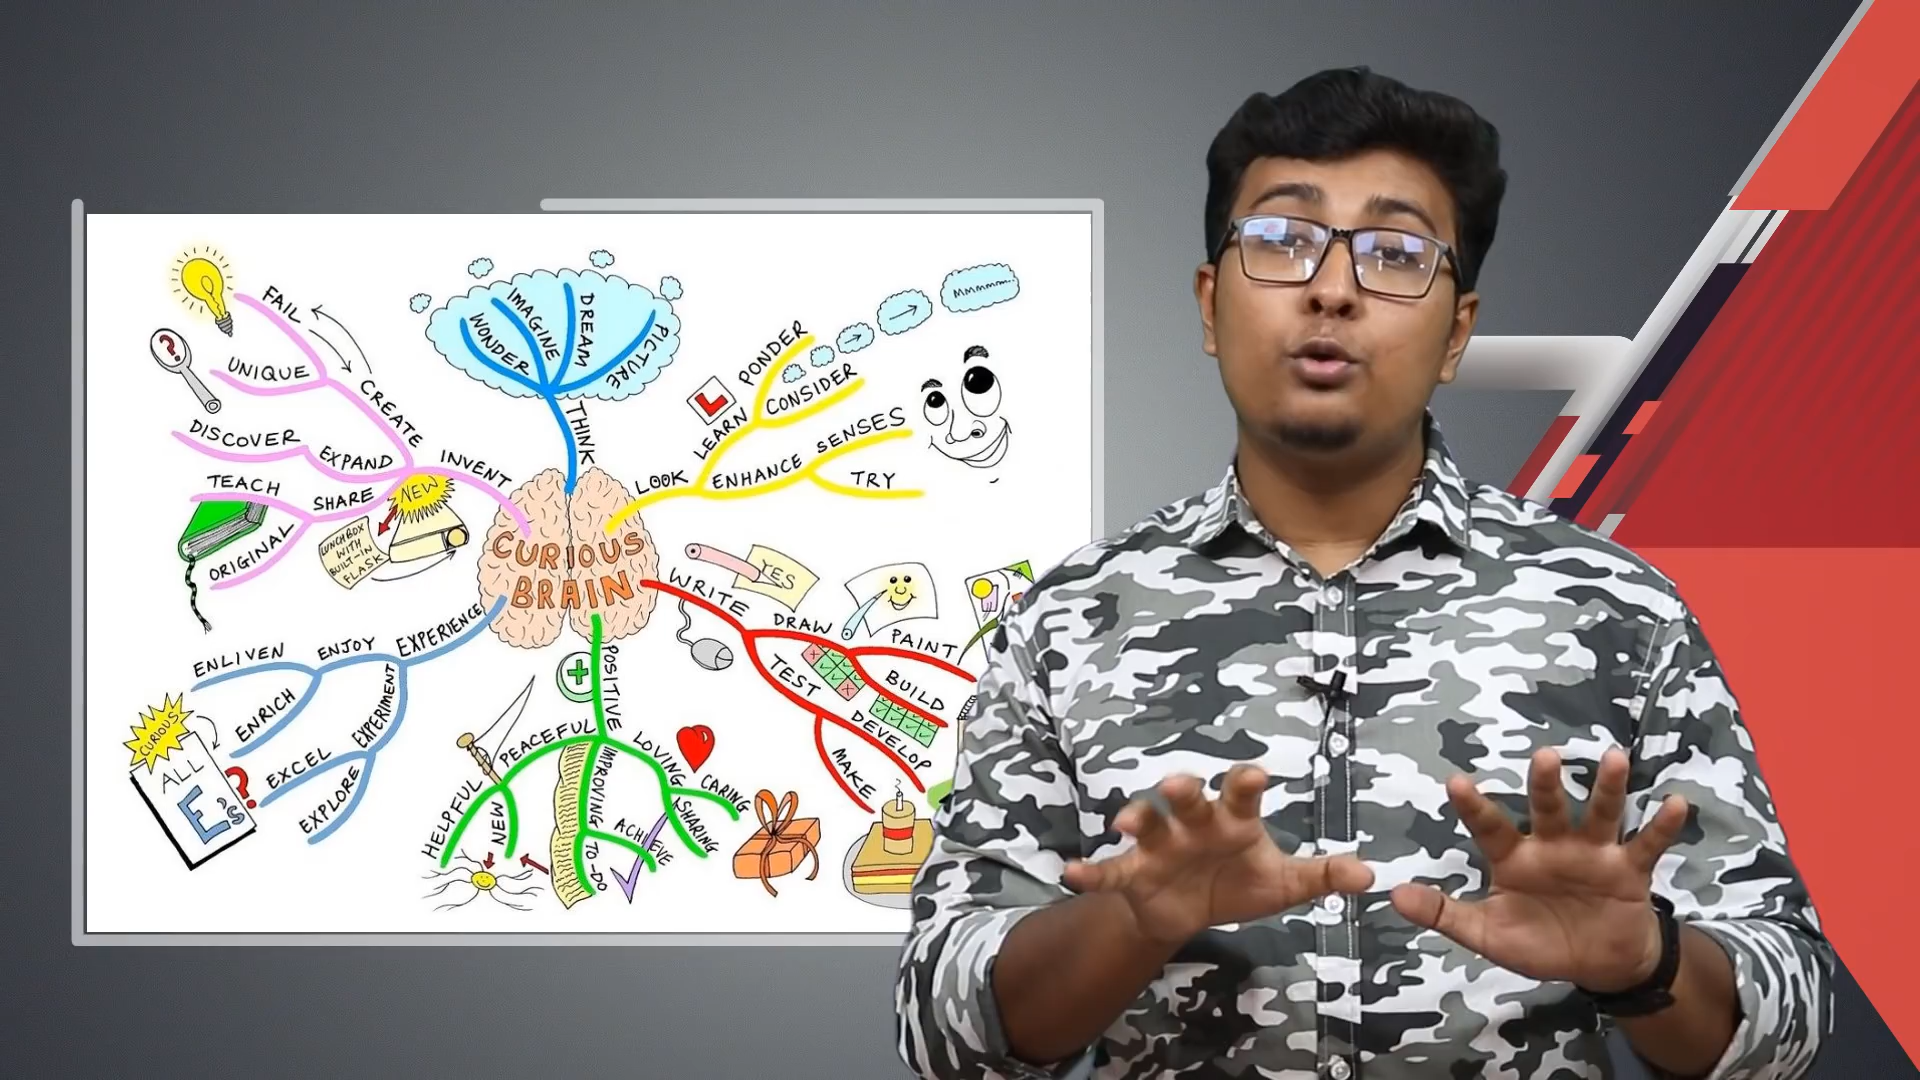 FAIL
UNIQUE
CREATE
DISCOVER
EXPAND
INVENT
TEACH
SHARE
NEW
ORIGINAL
LUNCHBOX
WITH
BUILT-IN
FLASK
?
WONDER
IMAGINE
DREAM
PICTURE
THINK
PONDER
Mmmmmm..
L
LEARN
CONSIDER
LOOK
ENHANCE
SENSES
TRY
CURIOUS
BRAIN
WRITE
YES
DRAW
PAINT
TEST
BUILD
DEVELOP
MAKE
EXPERIENCE
ENJOY
ENLIVEN
ENRICH
EXPERIMENT
EXCEL
EXPLORE
CURIOUS
ALL
E's
?
POSITIVE
PEACEFUL
HELPFUL
MEN
IMPROVING
TO-DO
ACHIEVE
LOVING
CARING
SHARING